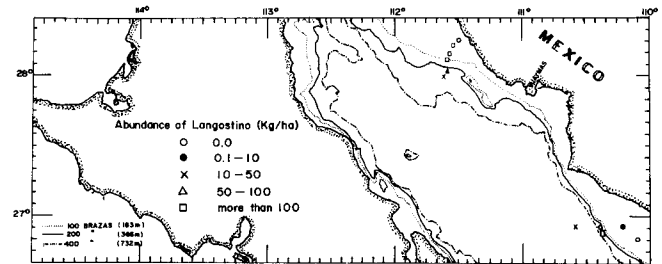 114° 113° 112° 111° 110°
28°
MEXICO
GUAYMAS
Abundance of Langostino (Kg/ha)
○ 0.0
● 0.1 – 10
× 10 – 50
△ 50 – 100
□ more than 100
27°
100 BRAZAS (183m)
200 " (366m)
400 " (732m)